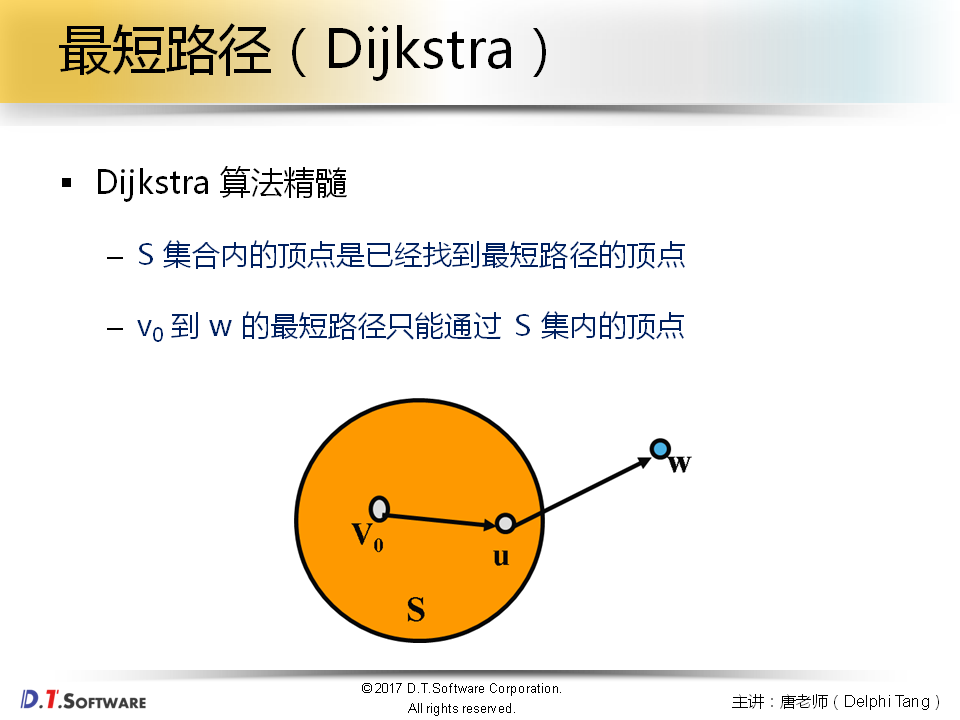 最短路径（Dijkstra）
▪ Dijkstra 算法精髓
– S 集合内的顶点是已经找到最短路径的顶点
– v0 到 w 的最短路径只能通过 S 集内的顶点
w
V0
u
S
D.T.SOFTWARE
©2017 D.T.Software Corporation.
All rights reserved.
主讲：唐老师（Delphi Tang）